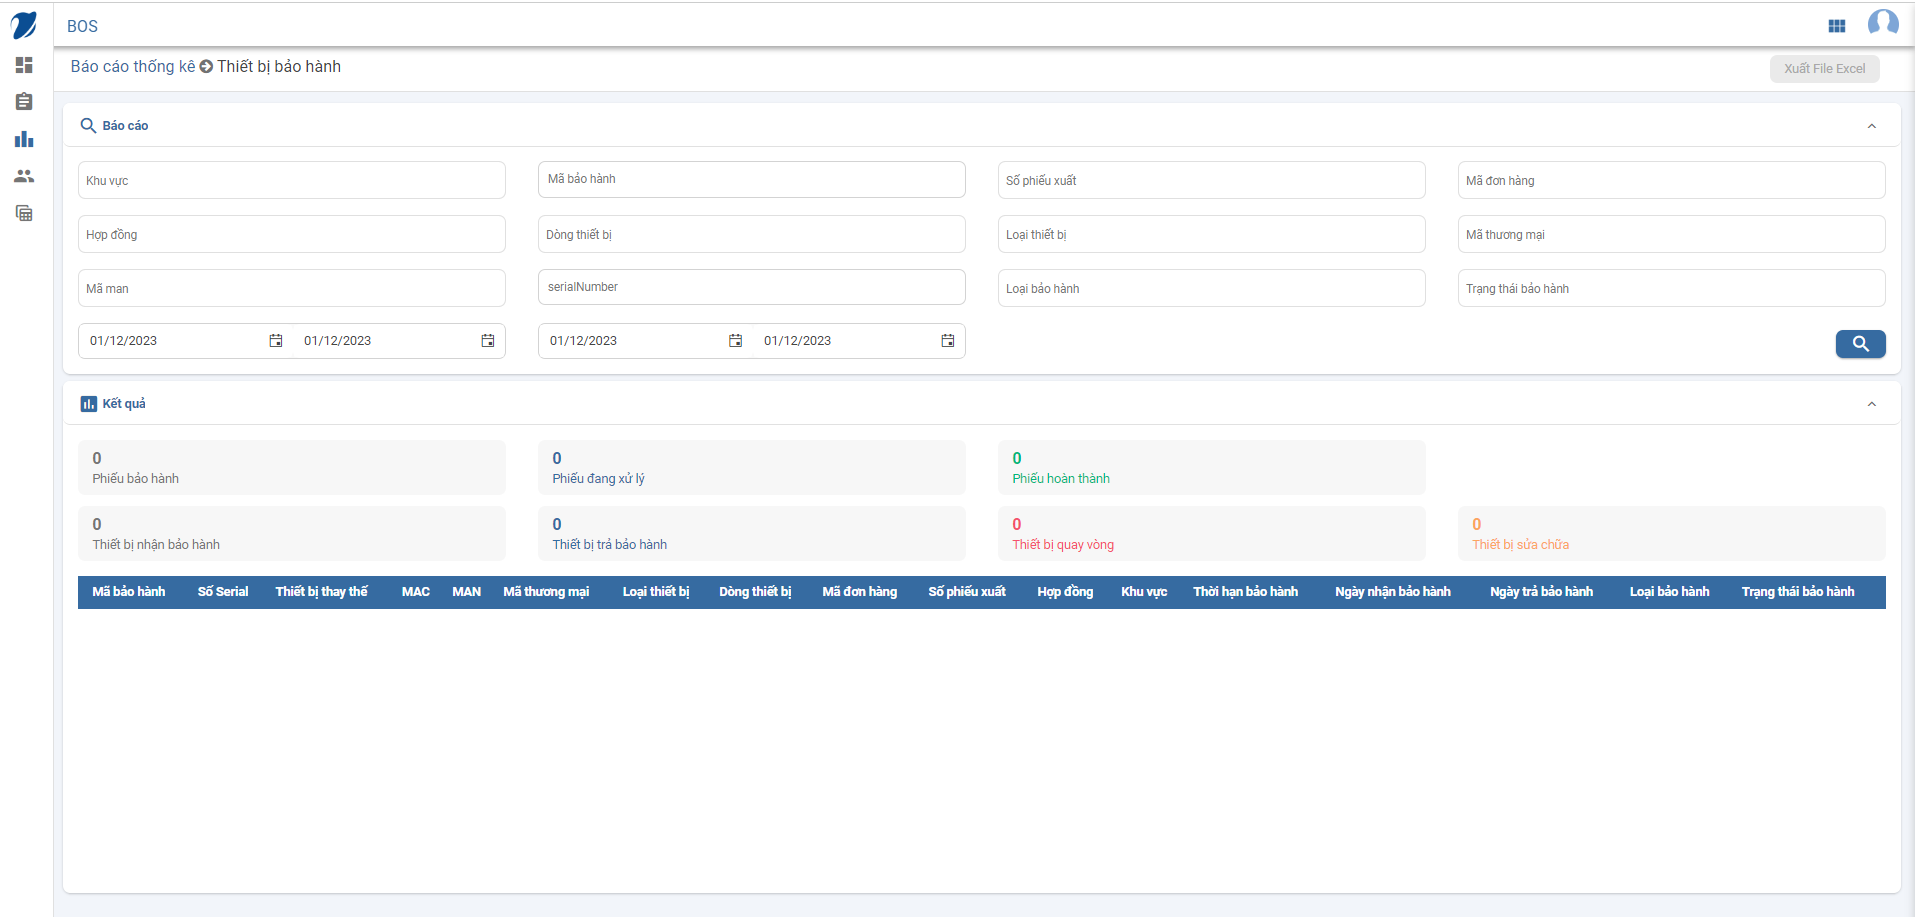 BOS
Báo cáo thống kê Thiết bị bảo hành
Xuất File Excel
Báo cáo
Khu vực Mã bảo hành Số phiếu xuất Mã đơn hàng
Hợp đồng Dòng thiết bị Loại thiết bị Mã thương mại
Mã man serialNumber Loại bảo hành Trạng thái bảo hành
01/12/2023 01/12/2023 01/12/2023 01/12/2023
Kết quả
0 0 0
Phiếu bảo hành Phiếu đang xử lý Phiếu hoàn thành
0 0 0 0
Thiết bị nhận bảo hành Thiết bị trả bảo hành Thiết bị quay vòng Thiết bị sửa chữa
Mã bảo hành Số Serial Thiết bị thay thế MAC MAN Mã thương mại Loại thiết bị Dòng thiết bị Mã đơn hàng Số phiếu xuất Hợp đồng Khu vực Thời hạn bảo hành Ngày nhận bảo hành Ngày trả bảo hành Loại bảo hành Trạng thái bảo hành